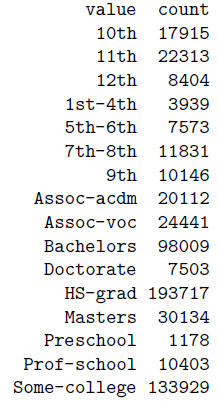 value count
10th 17915
11th 22313
12th 8404
1st-4th 3939
5th-6th 7573
7th-8th 11831
9th 10146
Assoc-acdm 20112
Assoc-voc 24441
Bachelors 98009
Doctorate 7503
HS-grad 193717
Masters 30134
Preschool 1178
Prof-school 10403
Some-college 133929